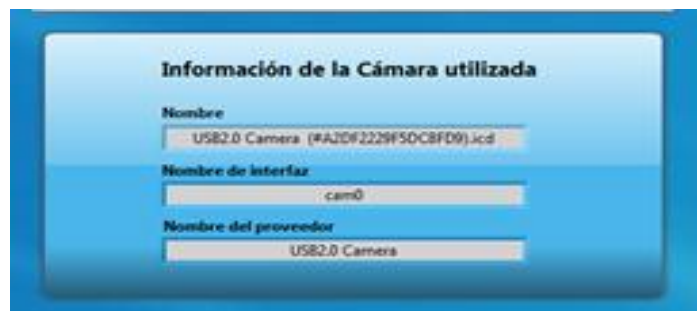 Información de la Cámara utilizada
Nombre
USB2.0 Camera (#A2DF2229F5DC8FD9).icd
Nombre de interfaz
cam0
Nombre del proveedor
USB2.0 Camera